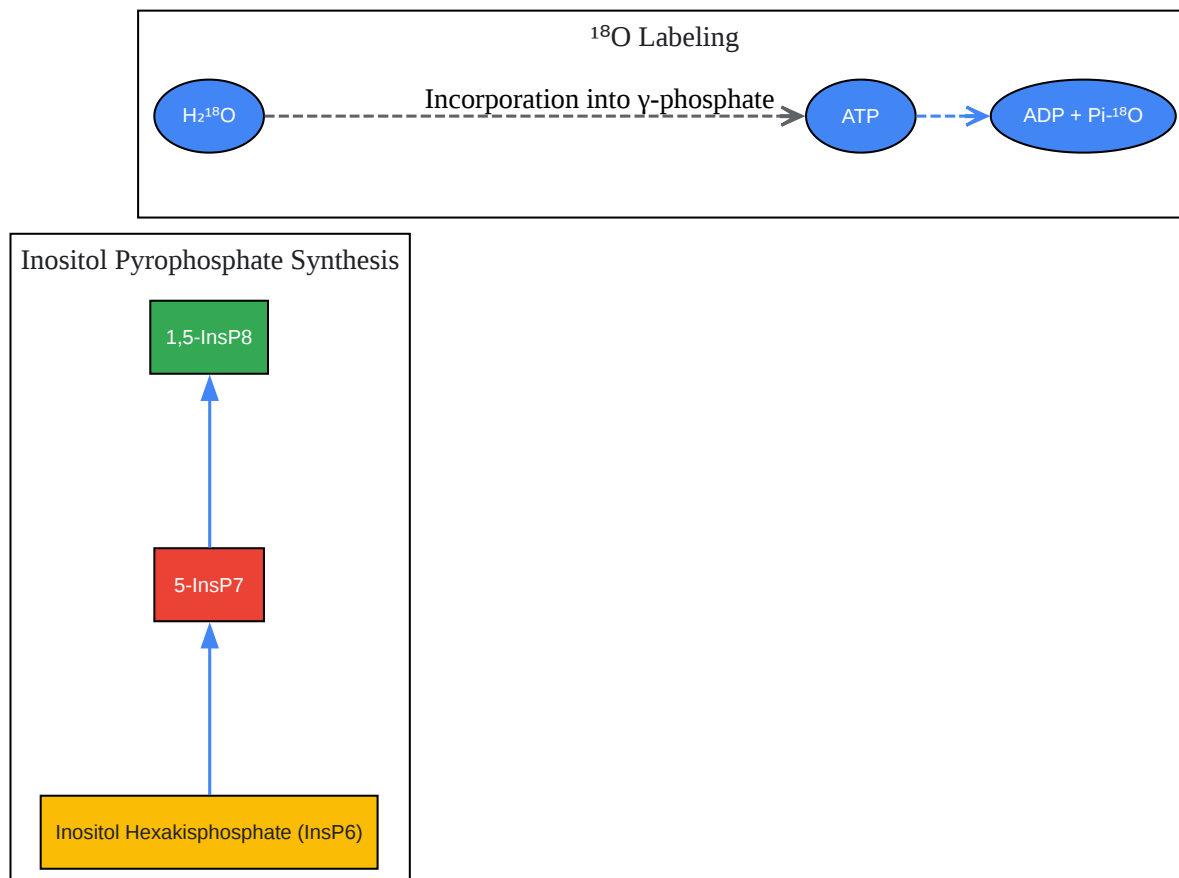 ¹⁸O Labeling
H₂¹⁸O
Incorporation into γ-phosphate
ATP
ADP + Pi-¹⁸O
Inositol Pyrophosphate Synthesis
1,5-InsP8
5-InsP7
Inositol Hexakisphosphate (InsP6)